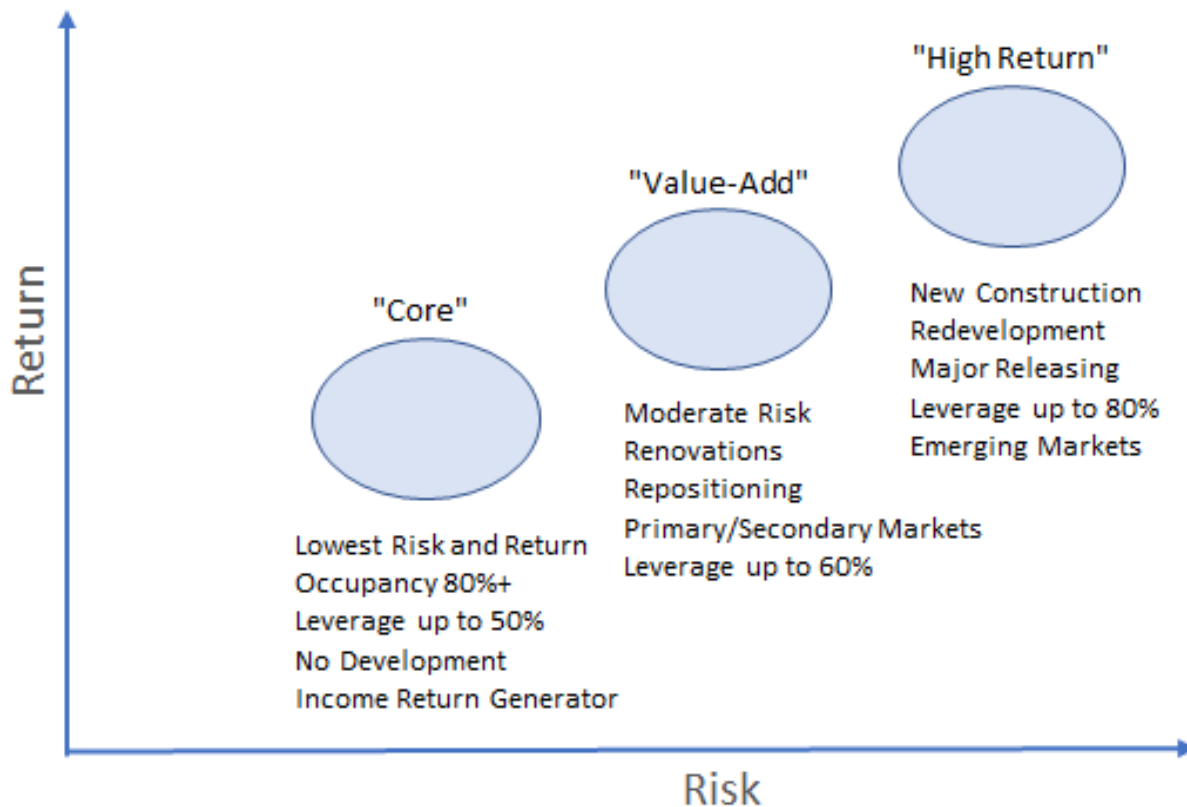 "High Return"
"Value-Add"
"Core"
New Construction
Redevelopment
Major Releasing
Leverage up to 80%
Emerging Markets
Moderate Risk
Renovations
Repositioning
Primary/Secondary Markets
Leverage up to 60%
Lowest Risk and Return
Occupancy 80%+
Leverage up to 50%
No Development
Income Return Generator
Return
Risk